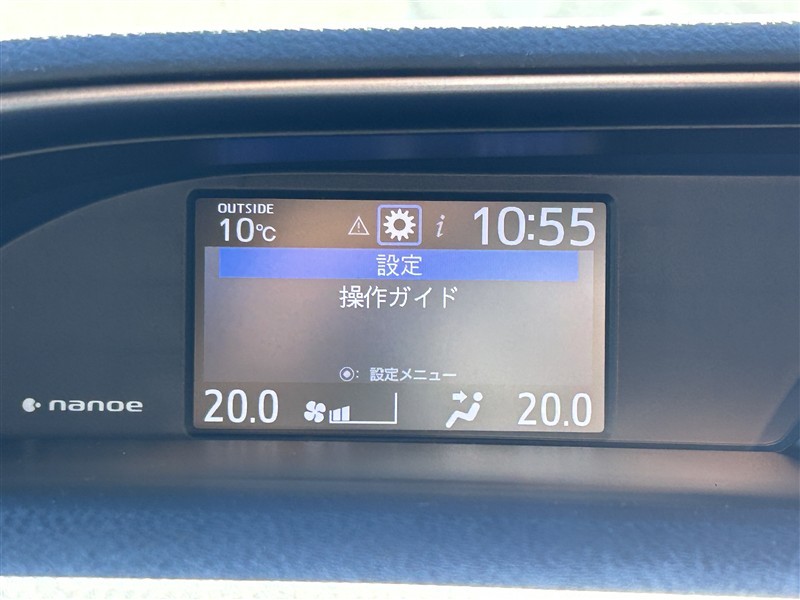 OUTSIDE
10℃
i
10:55
設定
操作ガイド
◉: 設定メニュー
nanoe
20.0
20.0